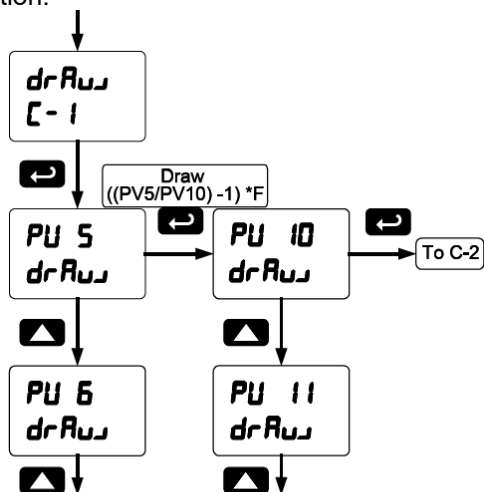 tion.
drAw
C-1
Draw
((PV5/PV10) -1) *F
PV 5
drAw
PV 10
drAw
To C-2
PV 6
drAw
PV 11
drAw